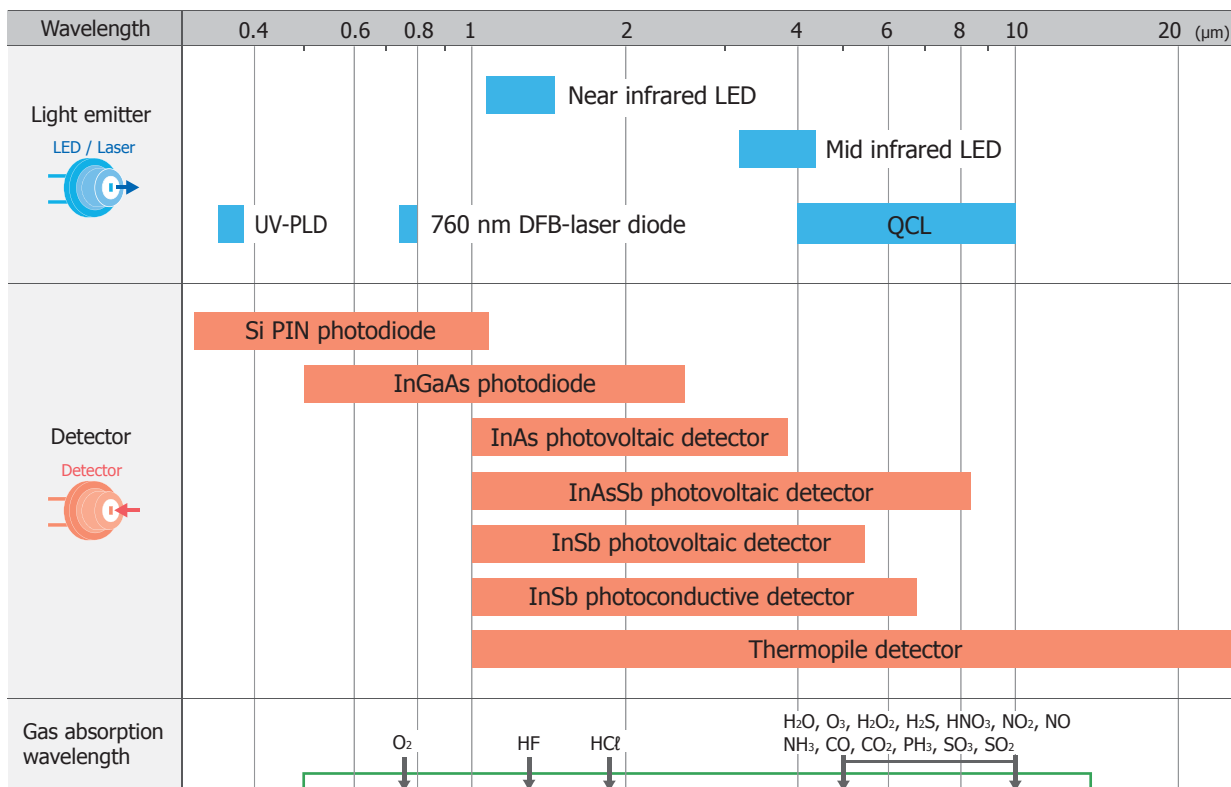 Wavelength 0.4 0.6 0.8 1 2 4 6 8 10 20 (µm)
Near infrared LED
Light emitter
LED / Laser
Mid infrared LED
UV-PLD 760 nm DFB-laser diode QCL
Si PIN photodiode
InGaAs photodiode
Detector
Detector
InAs photovoltaic detector
InAsSb photovoltaic detector
InSb photovoltaic detector
InSb photoconductive detector
Thermopile detector
Gas absorption
wavelength
O₂ HF HCℓ
H₂O, O₃, H₂O₂, H₂S, HNO₃, NO₂, NO
NH₃, CO, CO₂, PH₃, SO₃, SO₂